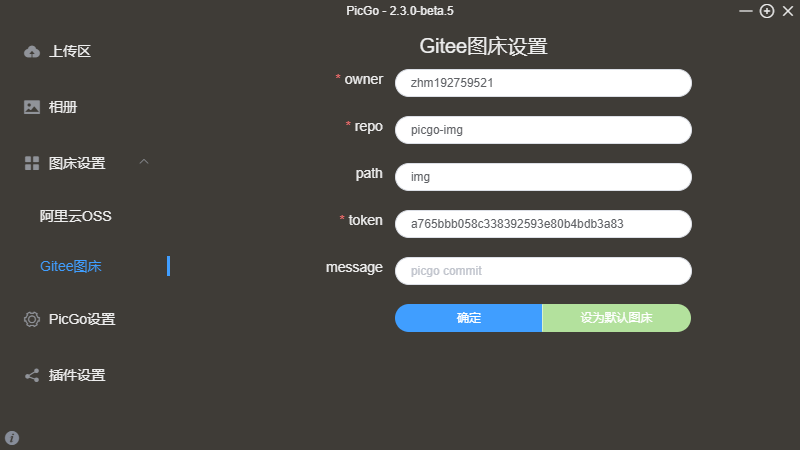 PicGo - 2.3.0-beta.5
上传区
相册
图床设置
阿里云OSS
Gitee图床
PicGo设置
插件设置
Gitee图床设置
* owner
zhm192759521
* repo
picgo-img
path
img
* token
a765bbb058c338392593e80b4bdb3a83
message
picgo commit
确定
设为默认图床